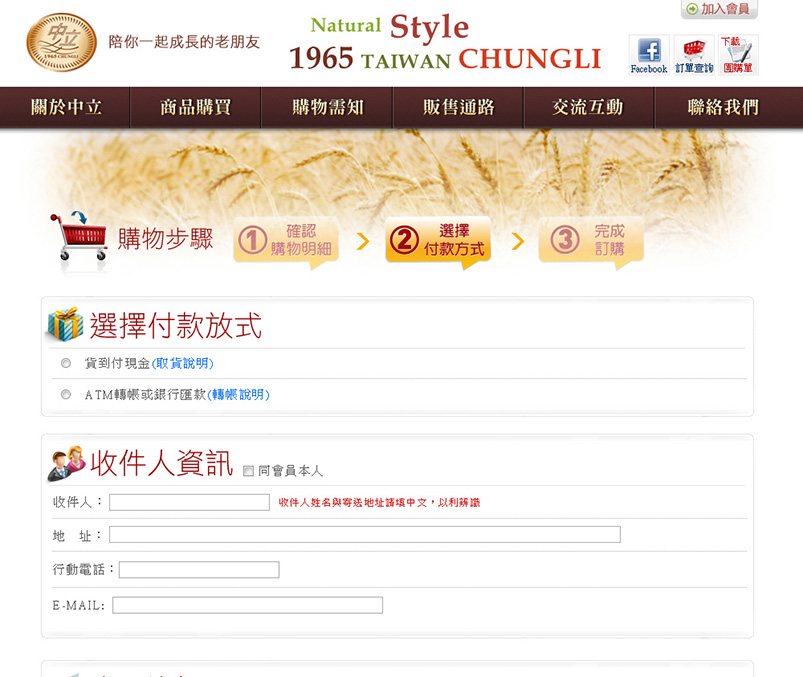 加入會員
中立
1965 CHUNGLI
陪你一起成長的老朋友
Natural Style
1965 TAIWAN CHUNGLI
Facebook
訂單查詢
下載
團購單
關於中立
商品購買
購物需知
販售通路
交流互動
聯絡我們
購物步驟
1 確認
購物明細
2 選擇
付款方式
3 完成
訂購
選擇付款放式
貨到付現金(取貨說明)
ATM轉帳或銀行匯款(轉帳說明)
收件人資訊 同會員本人
收件人： 收件人姓名與寄送地址請填中文，以利辨識
地 址：
行動電話：
E-MAIL: